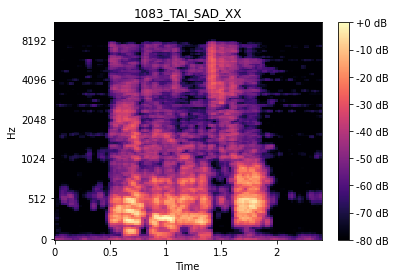 1083_TAI_SAD_XX
8192
4096
2048
1024
512
0
Hz
0
0.5
1
1.5
2
Time
+0 dB
-10 dB
-20 dB
-30 dB
-40 dB
-50 dB
-60 dB
-70 dB
-80 dB